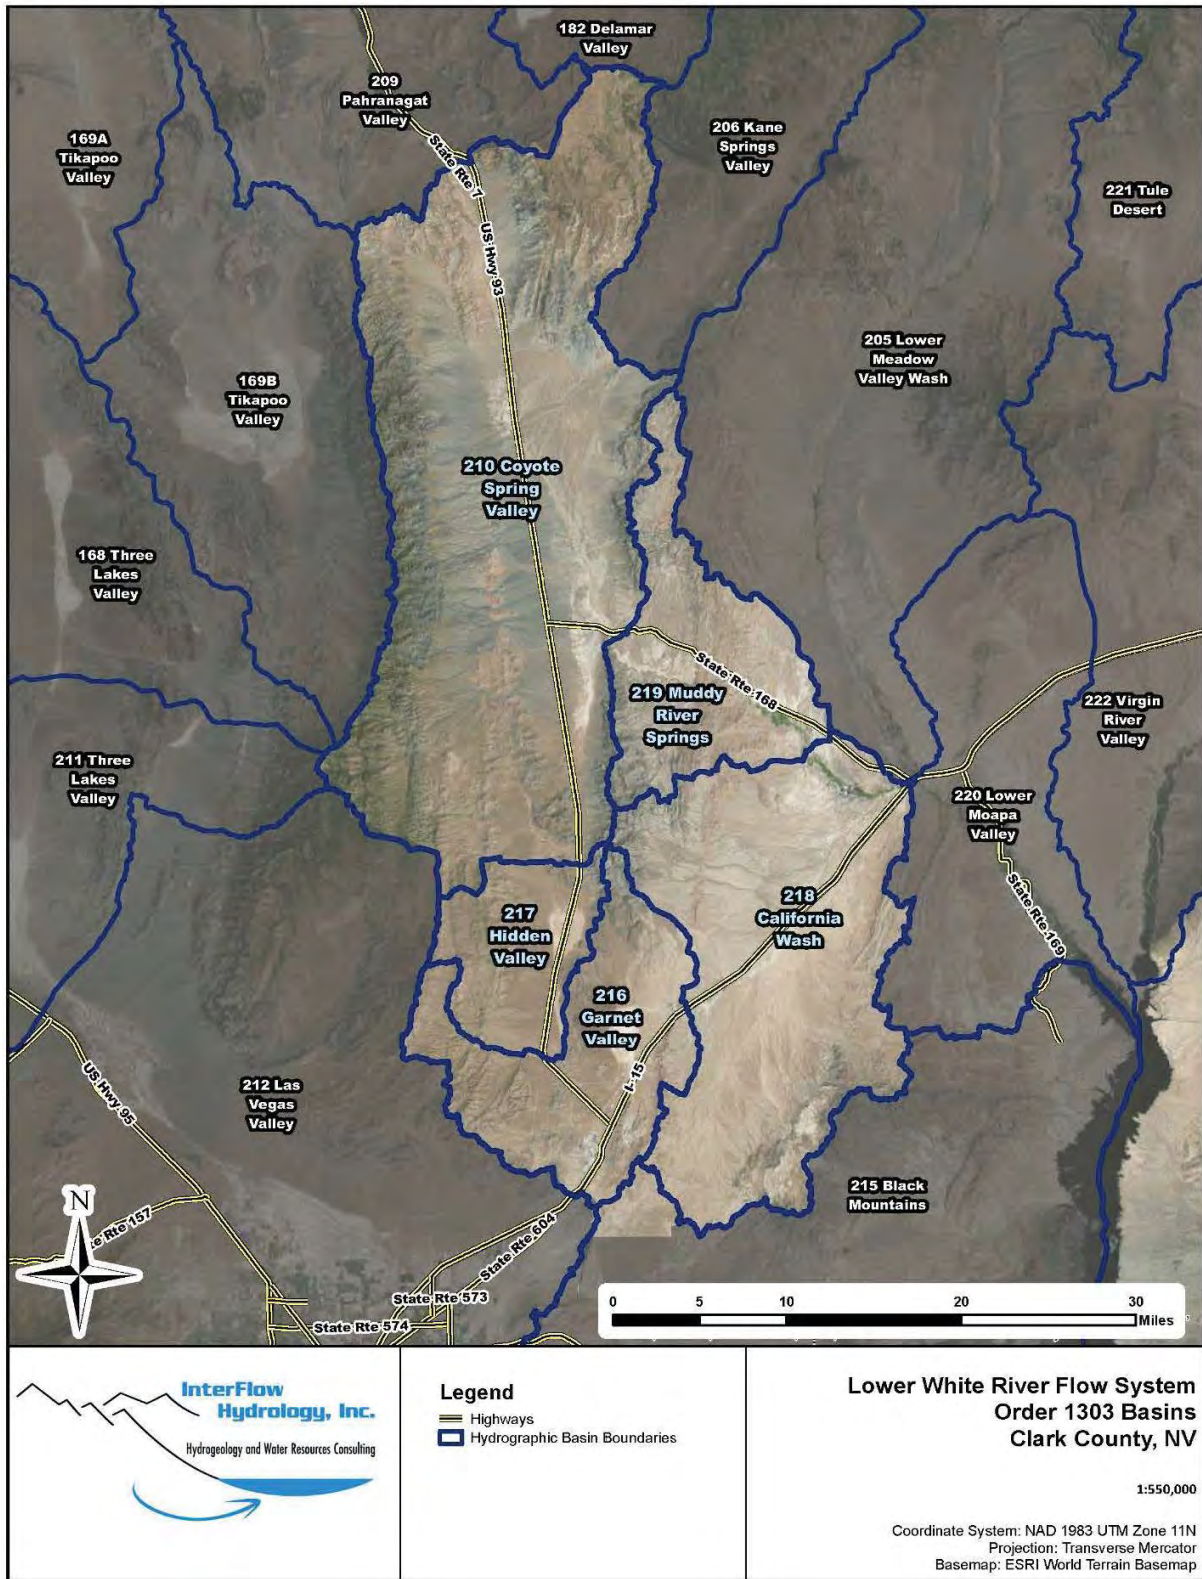 182 Delamar
Valley
209
Pahranagat
Valley
169A
Tikapoo
Valley
206 Kane
Springs
Valley
221 Tule
Desert
State Rte 7
US Hwy 93
205 Lower
Meadow
Valley Wash
169B
Tikapoo
Valley
210 Coyote
Spring
Valley
168 Three
Lakes
Valley
State Rte 168
219 Muddy
River
Springs
222 Virgin
River
Valley
211 Three
Lakes
Valley
220 Lower
Moapa
Valley
State Rte 169
218
California
Wash
217
Hidden
Valley
216
Garnet
Valley
I-15
US Hwy 95
212 Las
Vegas
Valley
215 Black
Mountains
N
te Rte 157
State Rte 604
State Rte 573
State Rte 574
0 5 10 20 30
Miles
InterFlow
Hydrology, Inc.
Hydrogeology and Water Resources Consulting
Legend
Highways
Hydrographic Basin Boundaries
Lower White River Flow System
Order 1303 Basins
Clark County, NV
1:550,000
Coordinate System: NAD 1983 UTM Zone 11N
Projection: Transverse Mercator
Basemap: ESRI World Terrain Basemap